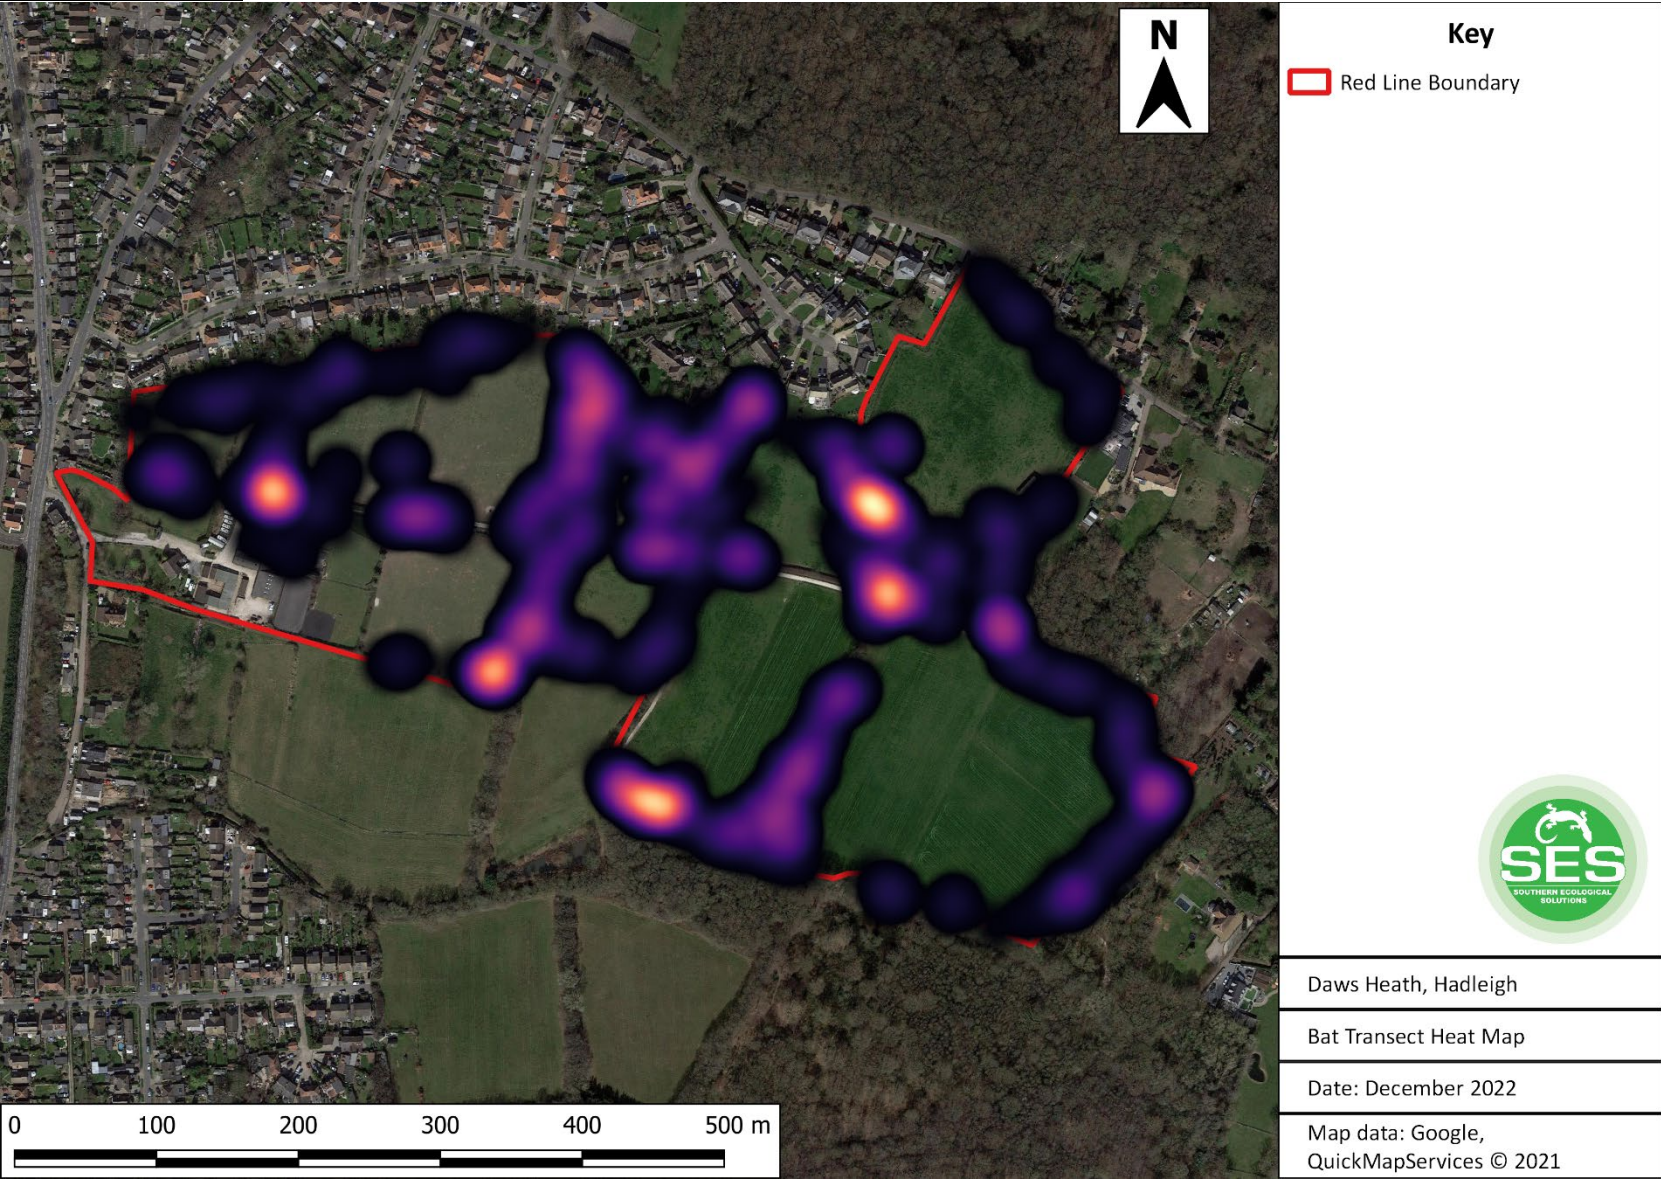 N
Key
Red Line Boundary
SES
SOUTHERN ECOLOGICAL
SOLUTIONS
Daws Heath, Hadleigh
Bat Transect Heat Map
Date: December 2022
Map data: Google,
QuickMapServices © 2021
0 100 200 300 400 500 m